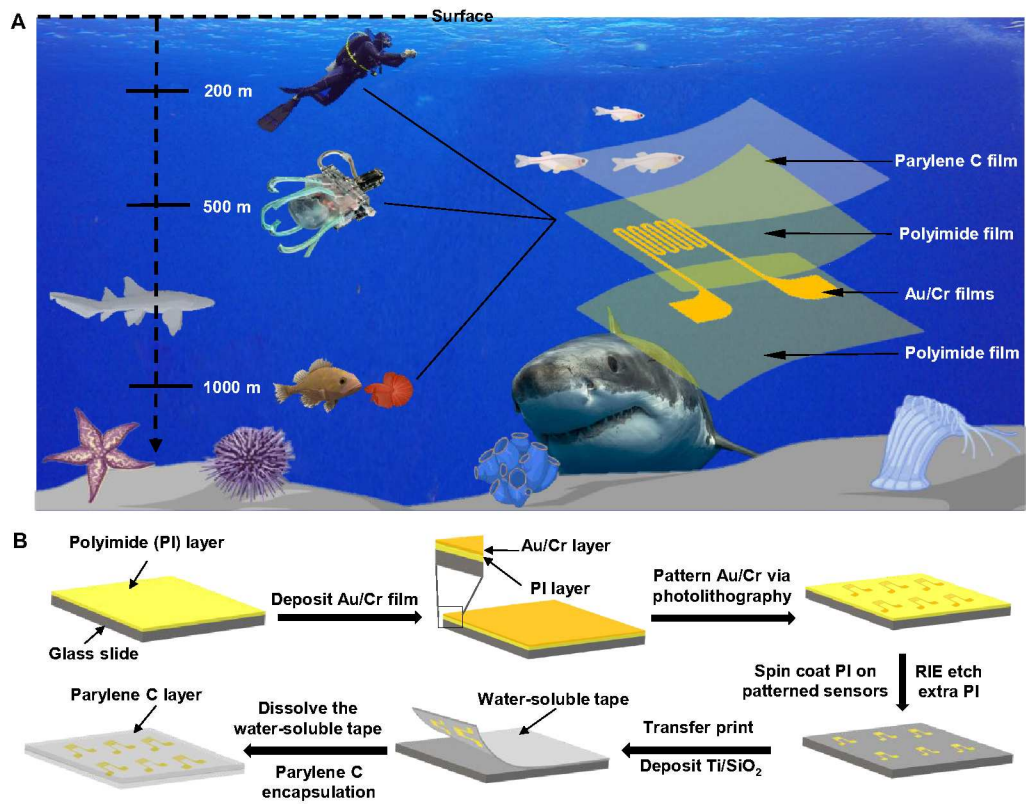 A
Surface
200 m
500 m
1000 m
Parylene C film
Polyimide film
Au/Cr films
Polyimide film
B
Polyimide (PI) layer
Glass slide
Deposit Au/Cr film
Au/Cr layer
PI layer
Pattern Au/Cr via
photolithography
Spin coat PI on
patterned sensors
RIE etch
extra PI
Transfer print
Deposit Ti/SiO₂
Water-soluble tape
Dissolve the
water-soluble tape
Parylene C
encapsulation
Parylene C layer